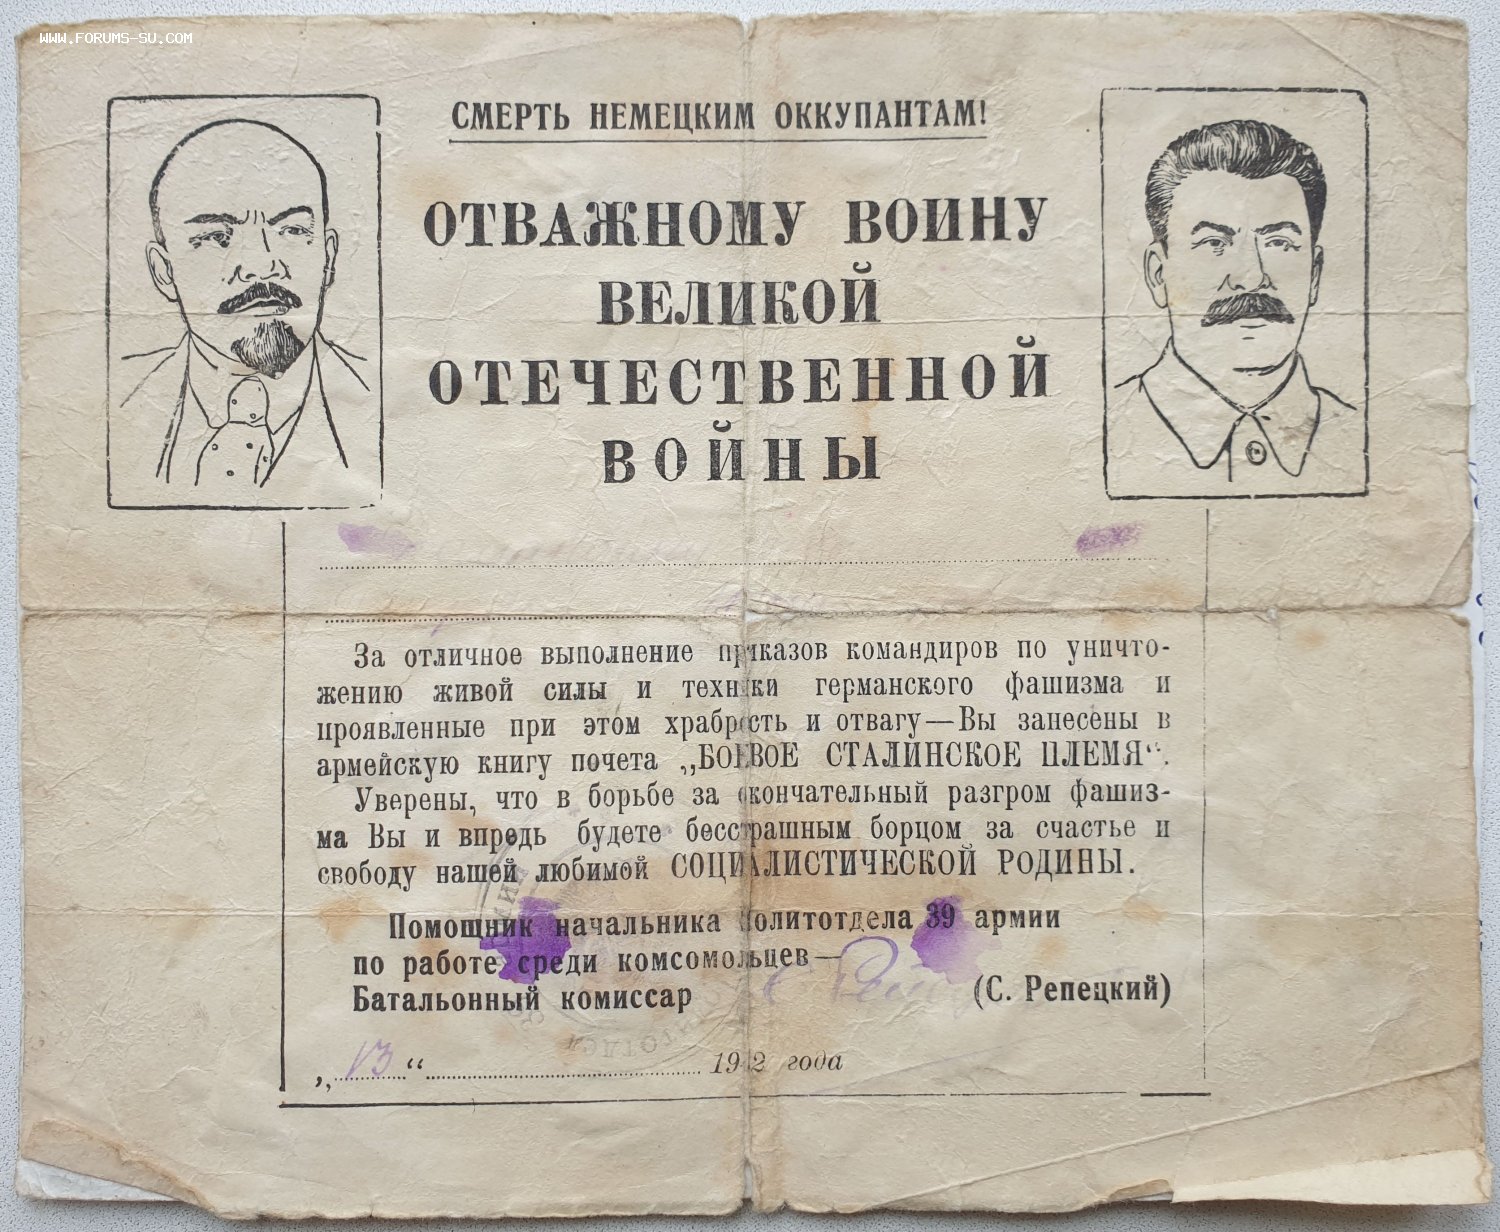 WWW.FORUMS-SU.COM
СМЕРТЬ НЕМЕЦКИМ ОККУПАНТАМ!
ОТВАЖНОМУ ВОИНУ
ВЕЛИКОЙ
ОТЕЧЕСТВЕННОЙ
ВОЙНЫ
За отличное выполнение приказов командиров по уничто-
жению живой силы и техники германского фашизма и
проявленные при этом храбрость и отвагу—Вы занесены в
армейскую книгу почета „БОЕВОЕ СТАЛИНСКОЕ ПЛЕМЯ“.
Уверены, что в борьбе за окончательный разгром фашиз-
ма Вы и впредь будете бесстрашным борцом за счастье и
свободу нашей любимой СОЦИАЛИСТИЧЕСКОЙ РОДИНЫ.
Помощник начальника политотдела 39 армии
по работе среди комсомольцев—
Батальонный комиссар (С. Репецкий)
„13“ 1942 года